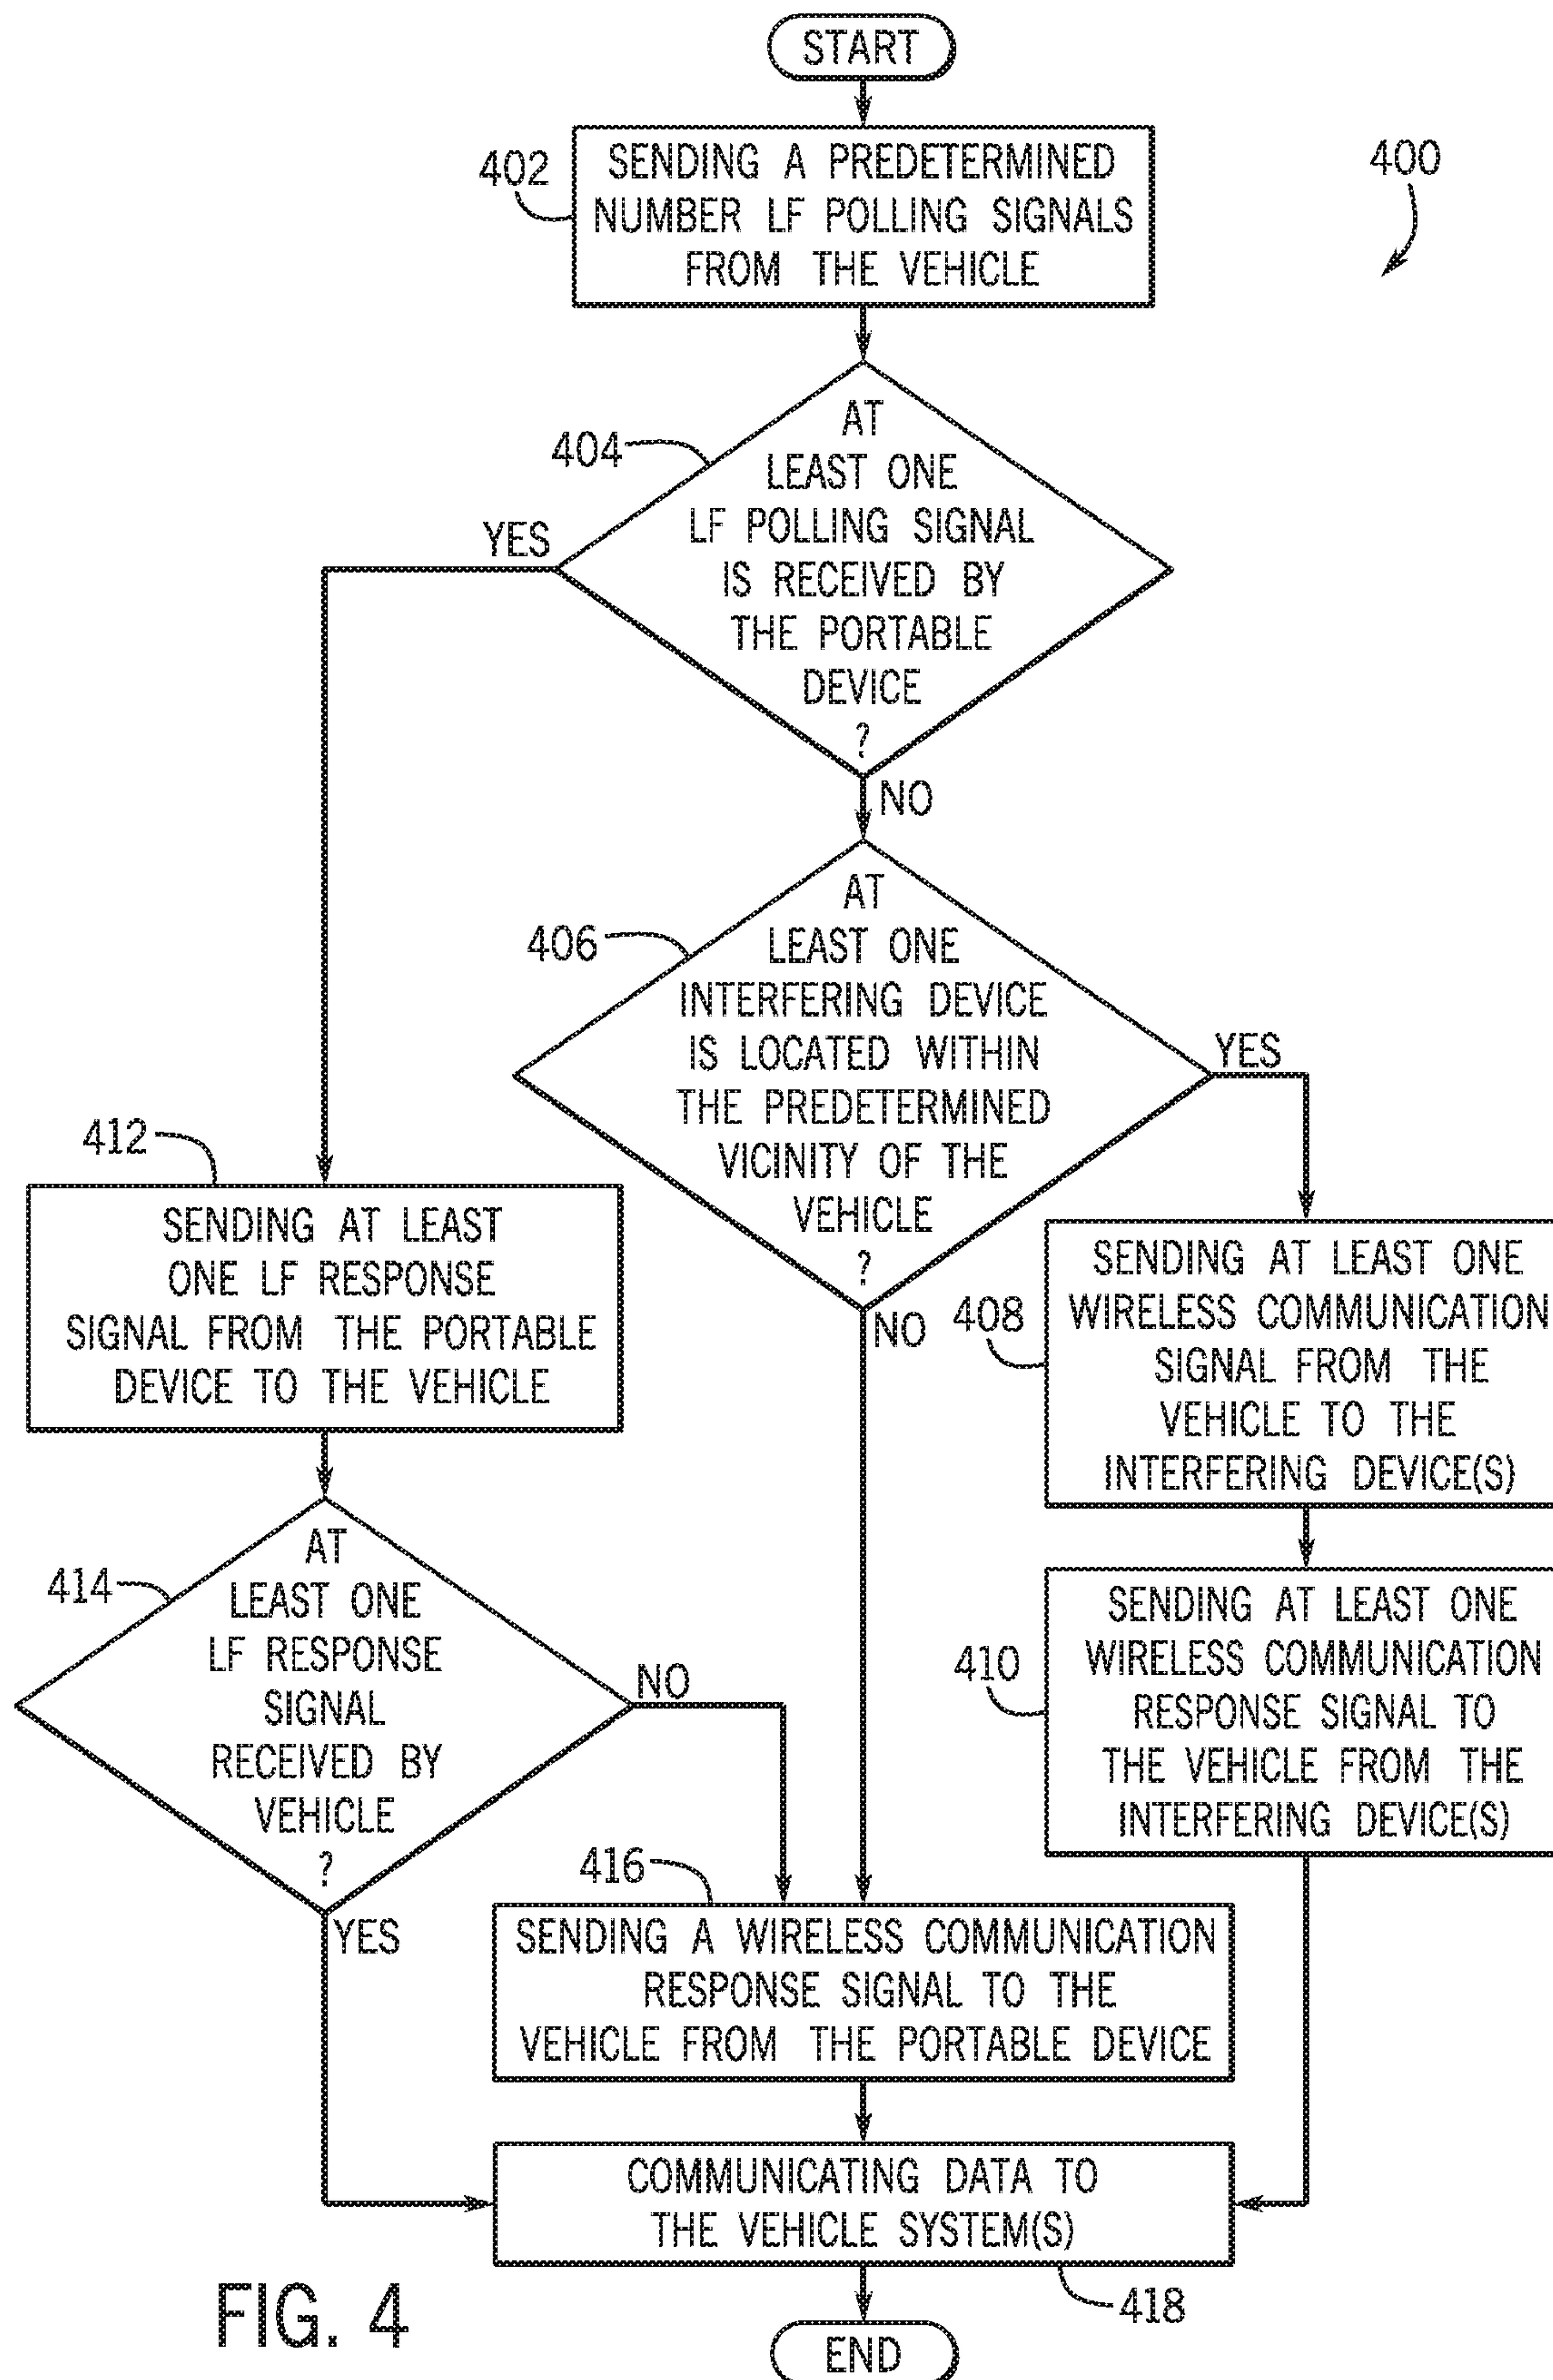 START
400
402
SENDING A PREDETERMINED
NUMBER LF POLLING SIGNALS
FROM THE VEHICLE
404
AT
LEAST ONE
LF POLLING SIGNAL
IS RECEIVED BY
THE PORTABLE
DEVICE
?
YES
NO
406
AT
LEAST ONE
INTERFERING DEVICE
IS LOCATED WITHIN
THE PREDETERMINED
VICINITY OF THE
VEHICLE
?
YES
NO
412
SENDING AT LEAST
ONE LF RESPONSE
SIGNAL FROM THE PORTABLE
DEVICE TO THE VEHICLE
408
SENDING AT LEAST ONE
WIRELESS COMMUNICATION
SIGNAL FROM THE
VEHICLE TO THE
INTERFERING DEVICE(S)
414
AT
LEAST ONE
LF RESPONSE
SIGNAL
RECEIVED BY
VEHICLE
?
NO
YES
410
SENDING AT LEAST ONE
WIRELESS COMMUNICATION
RESPONSE SIGNAL TO
THE VEHICLE FROM THE
INTERFERING DEVICE(S)
416
SENDING A WIRELESS COMMUNICATION
RESPONSE SIGNAL TO THE
VEHICLE FROM THE PORTABLE DEVICE
COMMUNICATING DATA TO
THE VEHICLE SYSTEM(S)
418
END
FIG. 4